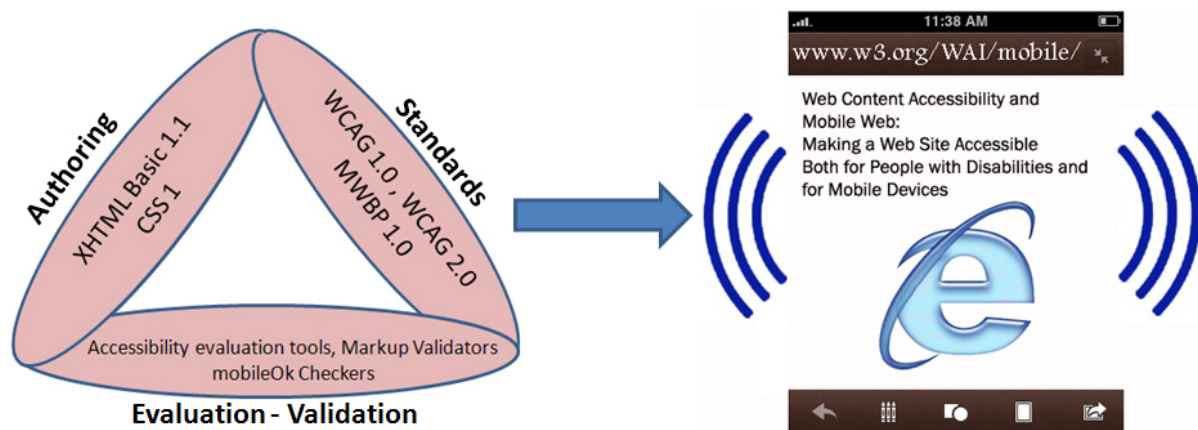 Authoring
XHTML Basic 1.1
CSS 1
Standards
WCAG 1.0 , WCAG 2.0
MWBP 1.0
Accessibility evaluation tools, Markup Validators
mobileOk Checkers
Evaluation - Validation
11:38 AM
www.w3.org/WAI/mobile/
Web Content Accessibility and
Mobile Web:
Making a Web Site Accessible
Both for People with Disabilities and
for Mobile Devices